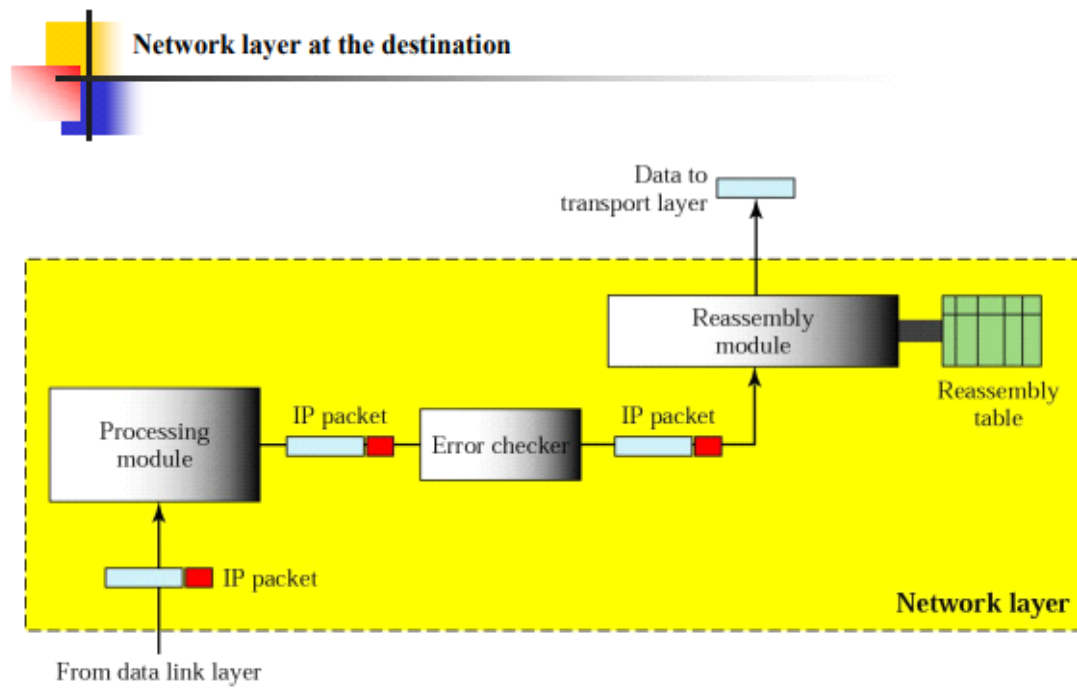 Network layer at the destination
Data to
transport layer
Reassembly
module
Reassembly
table
IP packet
IP packet
Processing
module
Error checker
IP packet
Network layer
From data link layer